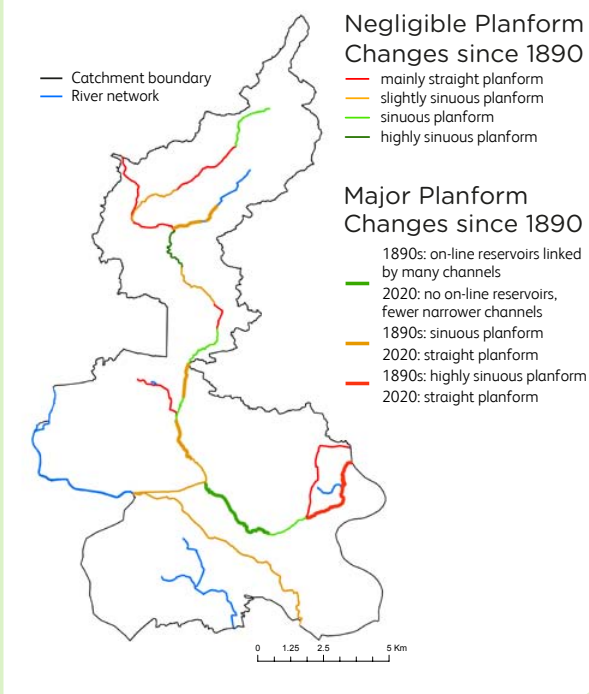 Negligible Planform
Changes since 1890
Catchment boundary
River network
mainly straight planform
slightly sinuous planform
sinuous planform
highly sinuous planform
Major Planform
Changes since 1890
1890s: on-line reservoirs linked
by many channels
2020: no on-line reservoirs,
fewer narrower channels
1890s: sinuous planform
2020: straight planform
1890s: highly sinuous planform
2020: straight planform
0 1.25 2.5 5 Km